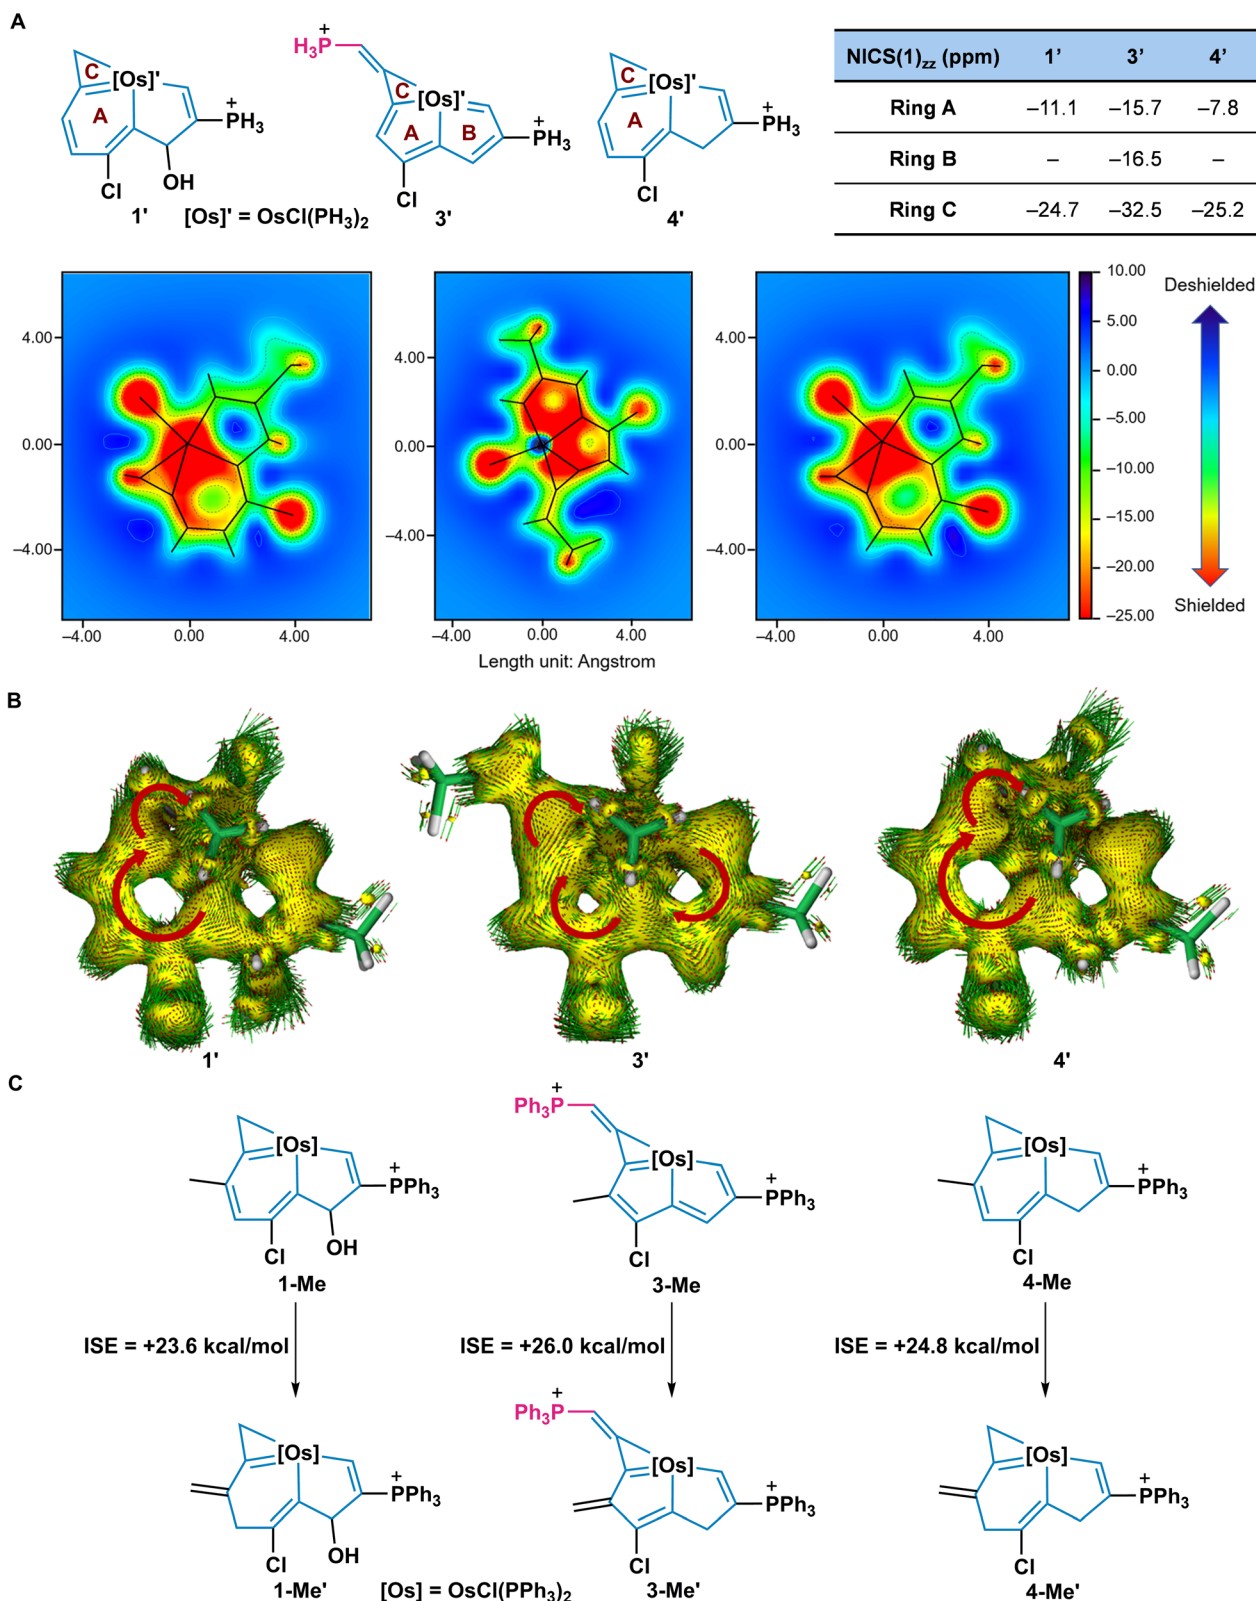 A
H₃P⁺
C
[Os]'
A
PH₃⁺
Cl
OH
1'
[Os]' = OsCl(PH₃)₂
C
[Os]'
A
B
PH₃⁺
Cl
3'
C
[Os]'
A
PH₃⁺
Cl
4'
NICS(1)zz (ppm) 1' 3' 4'
Ring A –11.1 –15.7 –7.8
Ring B – –16.5 –
Ring C –24.7 –32.5 –25.2
4.00
0.00
–4.00
–4.00 0.00 4.00
4.00
0.00
–4.00
–4.00 0.00 4.00
4.00
0.00
–4.00
–4.00 0.00 4.00
Length unit: Angstrom
10.00
5.00
0.00
–5.00
–10.00
–15.00
–20.00
–25.00
Deshielded
Shielded
B
1'
3'
4'
C
[Os]
PPh₃⁺
Cl
OH
1-Me
Ph₃P⁺
[Os]
PPh₃⁺
Cl
3-Me
[Os]
PPh₃⁺
Cl
4-Me
ISE = +23.6 kcal/mol
ISE = +26.0 kcal/mol
ISE = +24.8 kcal/mol
[Os]
PPh₃⁺
Cl
OH
1-Me'
[Os] = OsCl(PPh₃)₂
Ph₃P⁺
[Os]
PPh₃⁺
Cl
3-Me'
[Os]
PPh₃⁺
Cl
4-Me'